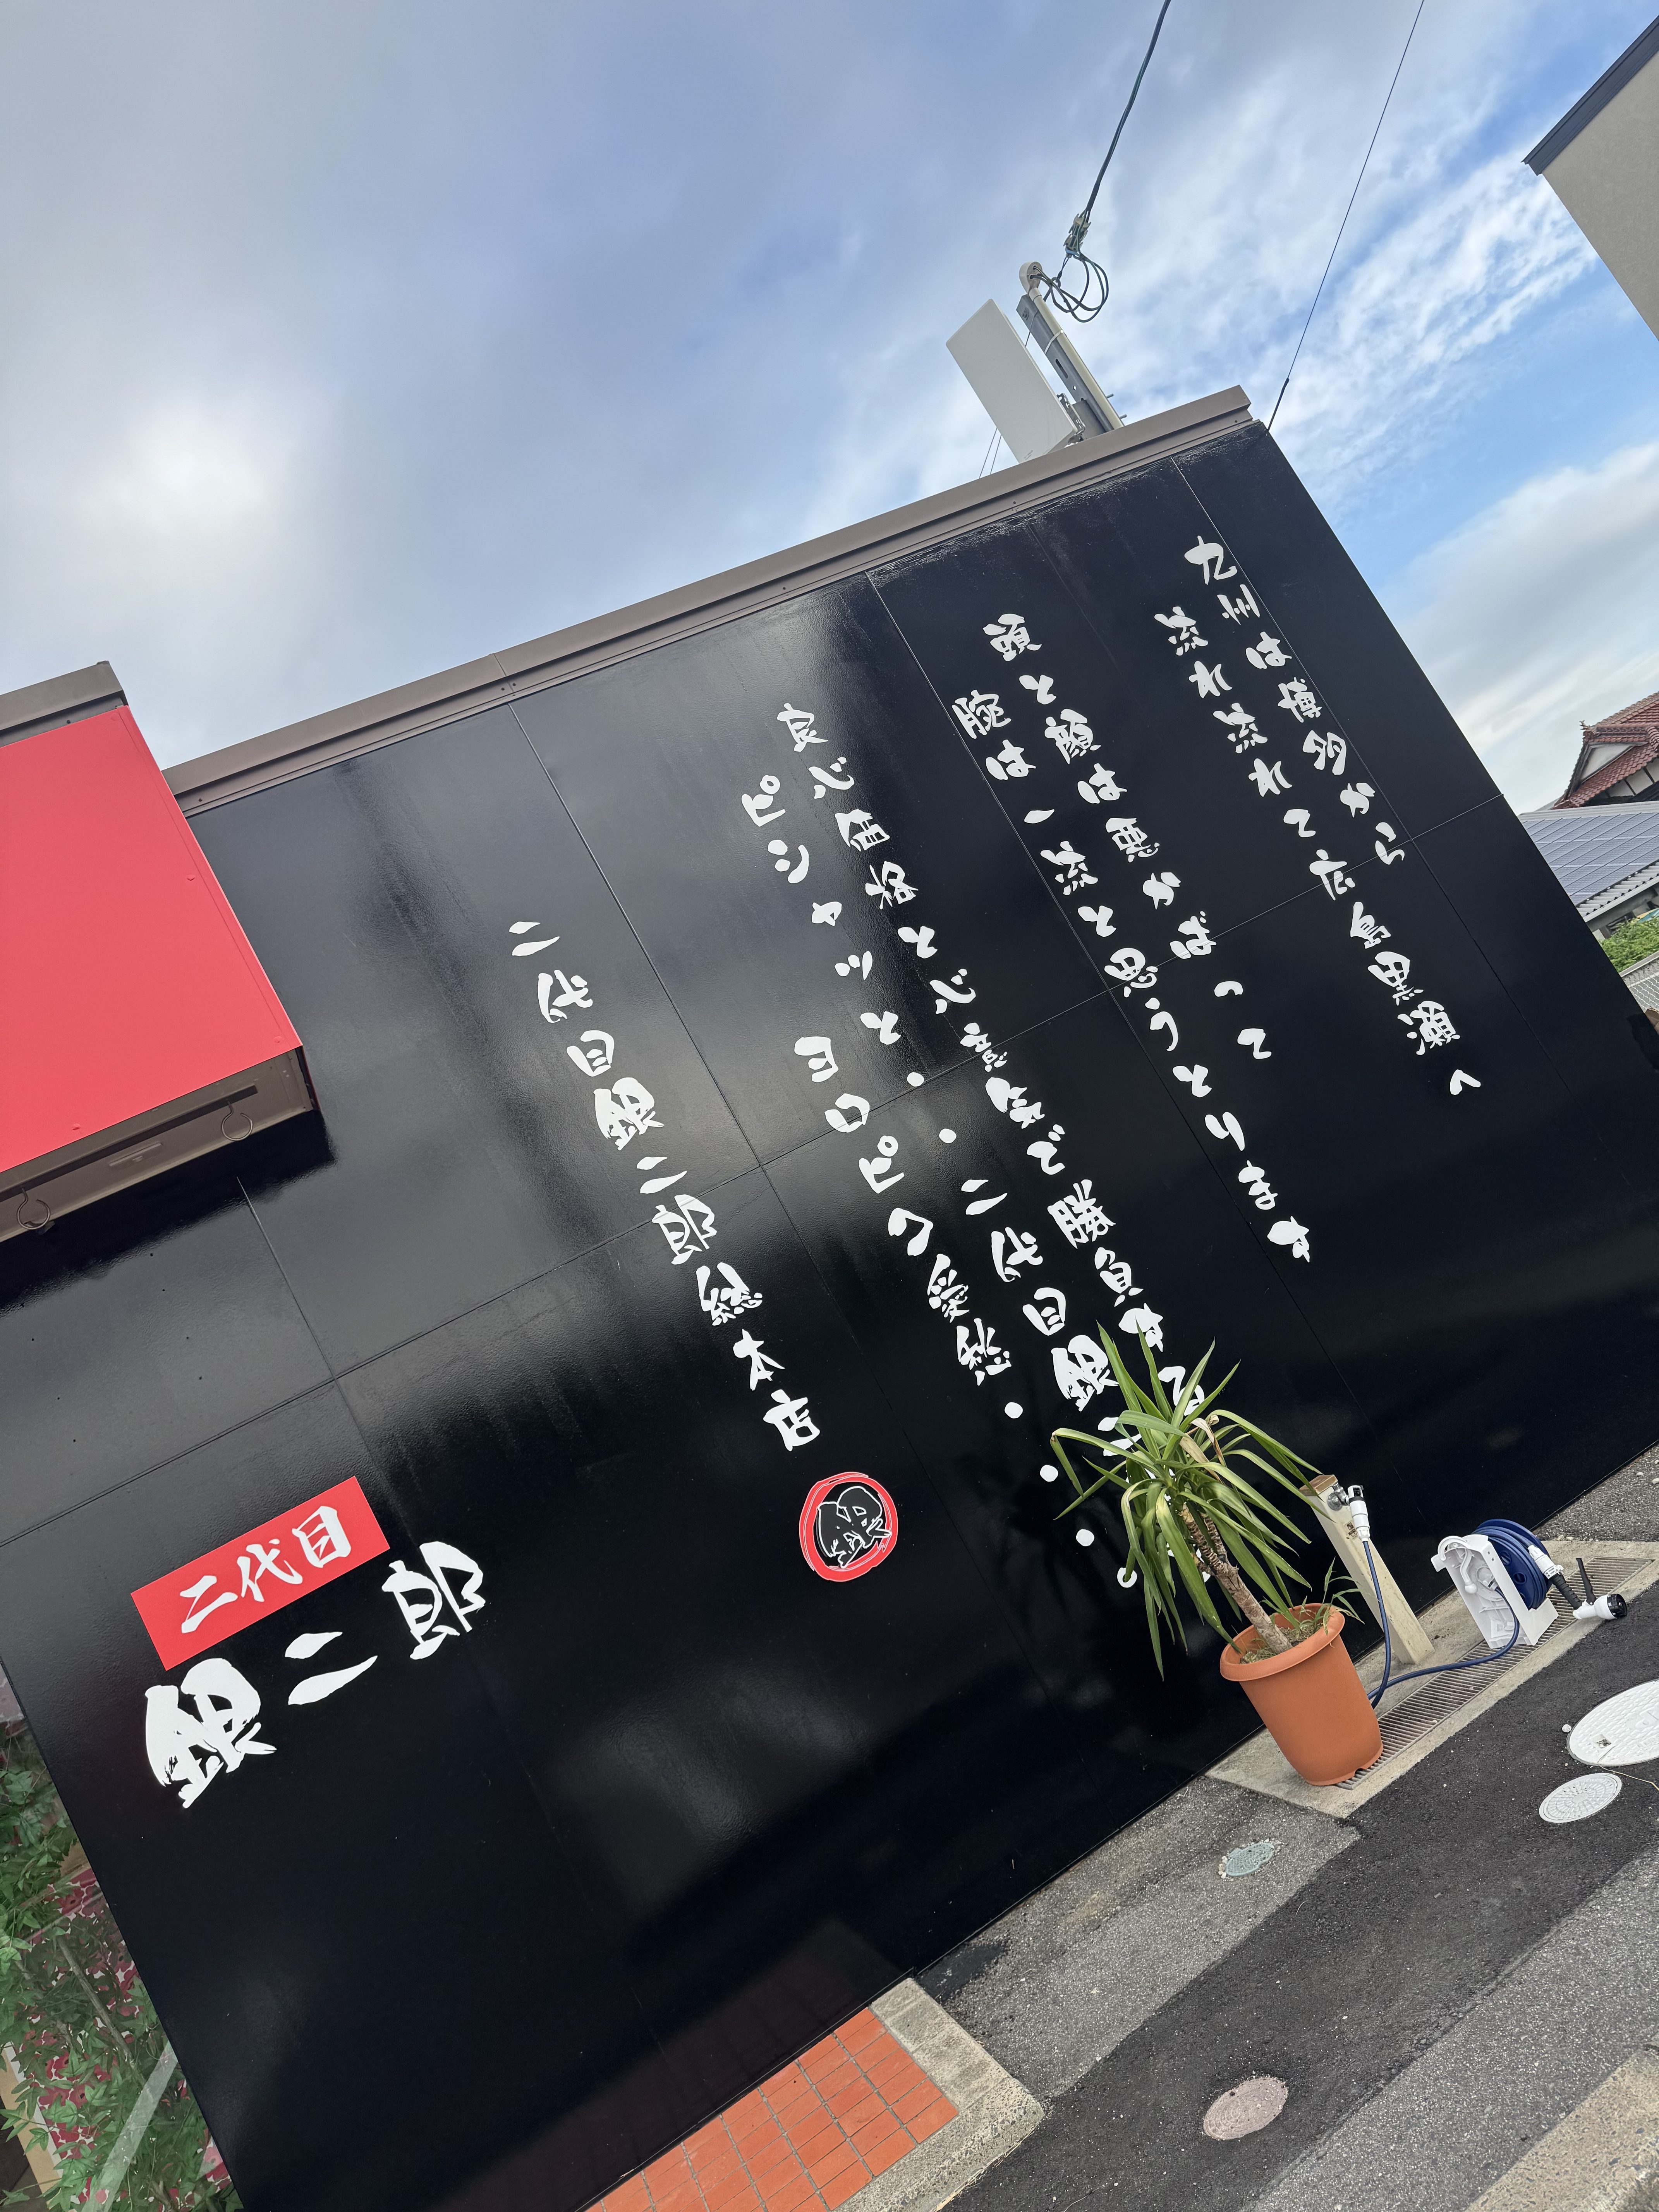 九州は博多から
流れ流れて広島黒瀬へ
頭と顔は悪かばって
腕は一流と思うとります
良心価格と心意気で勝負する
ピシャッと・・二代目銀二
ヨロピク愛愁・・・。
二代目銀二郎総本店
銀
二代目
銀二郎